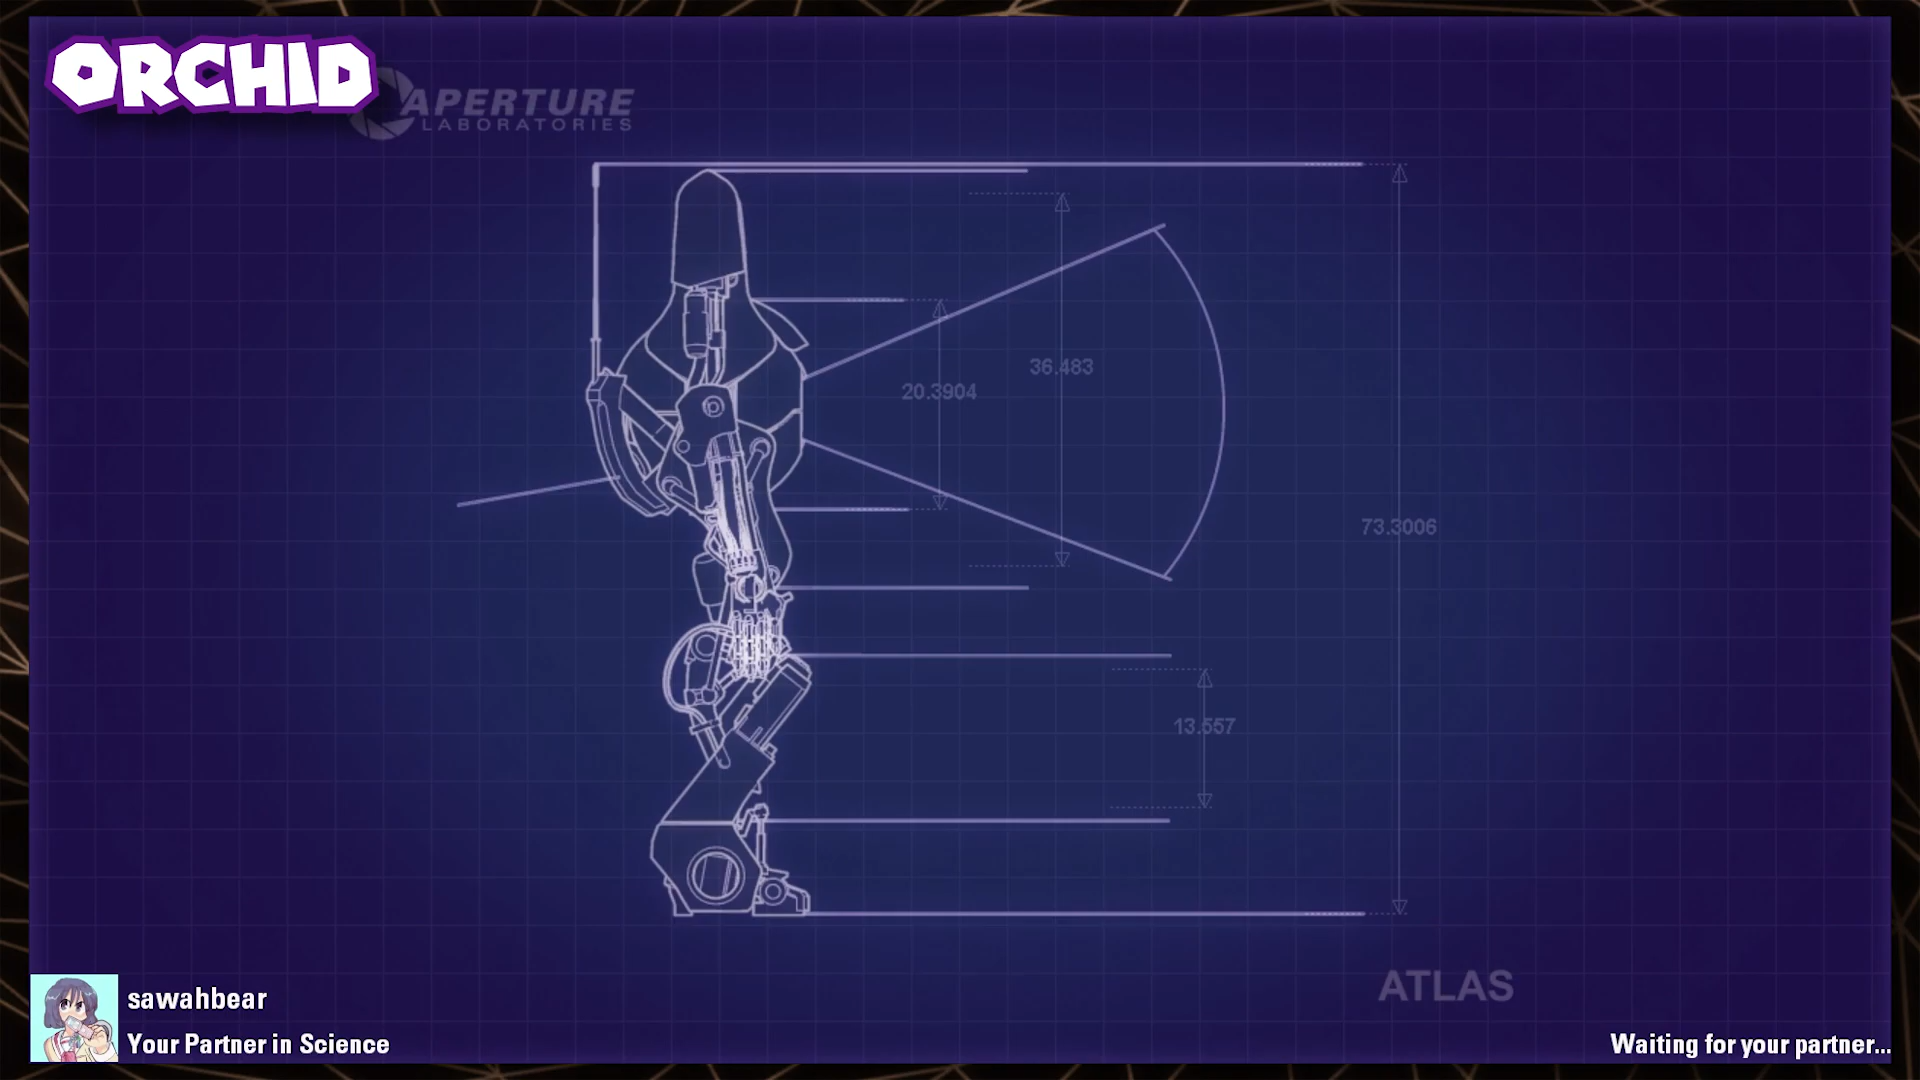 ORCHID
APERTURE
LABORATORIES
36.483
20.3904
73.3006
13.557
ATLAS
sawahbear
Your Partner in Science
Waiting for your partner...